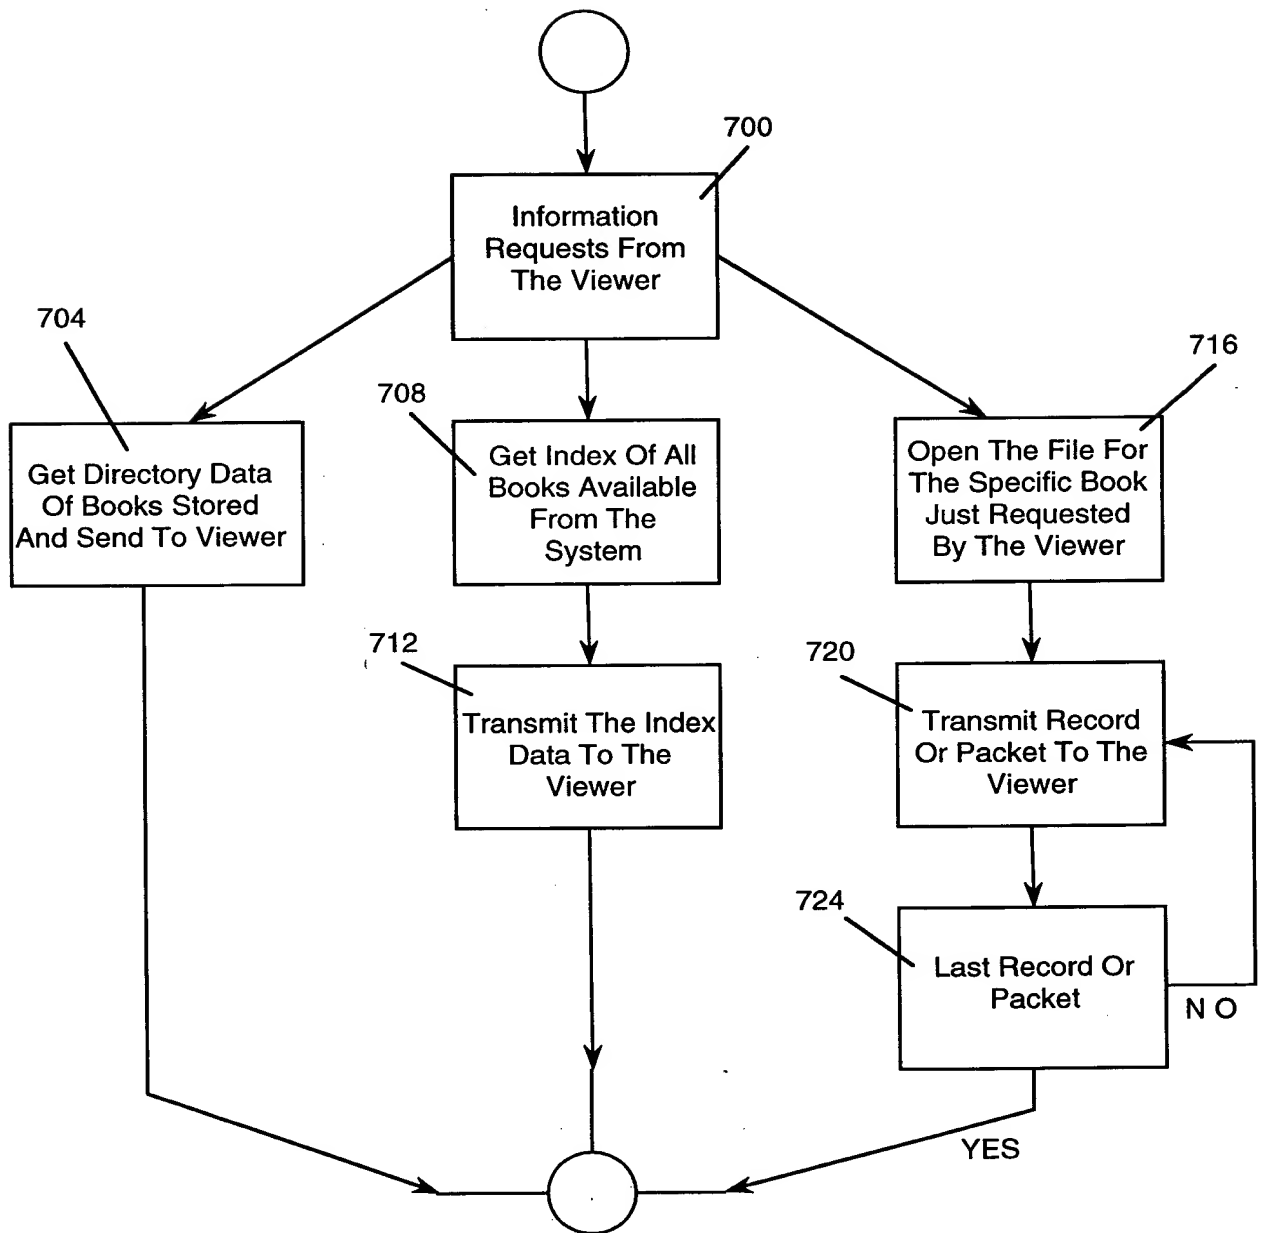 700
Information
Requests From
The Viewer
704
Get Directory Data
Of Books Stored
And Send To Viewer
708
Get Index Of All
Books Available
From The
System
716
Open The File For
The Specific Book
Just Requested
By The Viewer
712
Transmit The Index
Data To The
Viewer
720
Transmit Record
Or Packet To The
Viewer
724
Last Record Or
Packet
N O
YES